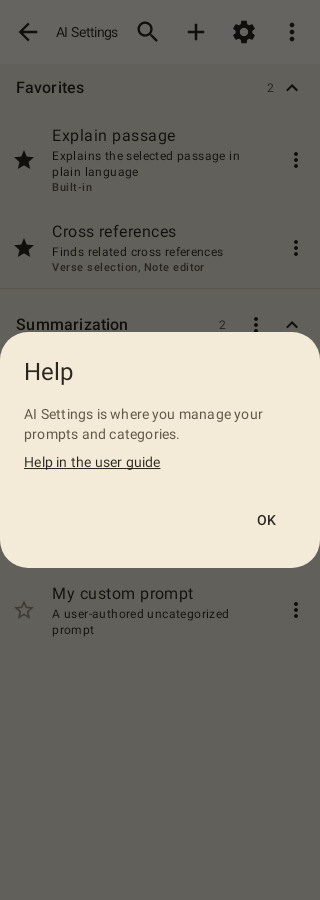 AI Settings
Favorites 2
Explain passage
Explains the selected passage in
plain language
Built-in
Cross references
Finds related cross references
Verse selection, Note editor
Summarization 2
Help
AI Settings is where you manage your
prompts and categories.
Help in the user guide
OK
My custom prompt
A user-authored uncategorized
prompt